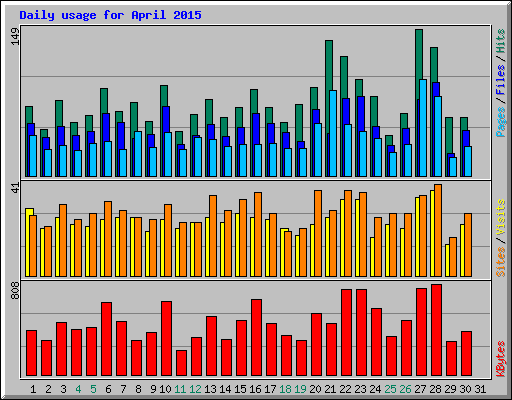 Daily usage for April 2015
149
Pages / Files / Hits
41
Sites / Visits
808
KBytes
1 2 3 4 5 6 7 8 9 10 11 12 13 14 15 16 17 18 19 20 21 22 23 24 25 26 27 28 29 30 31